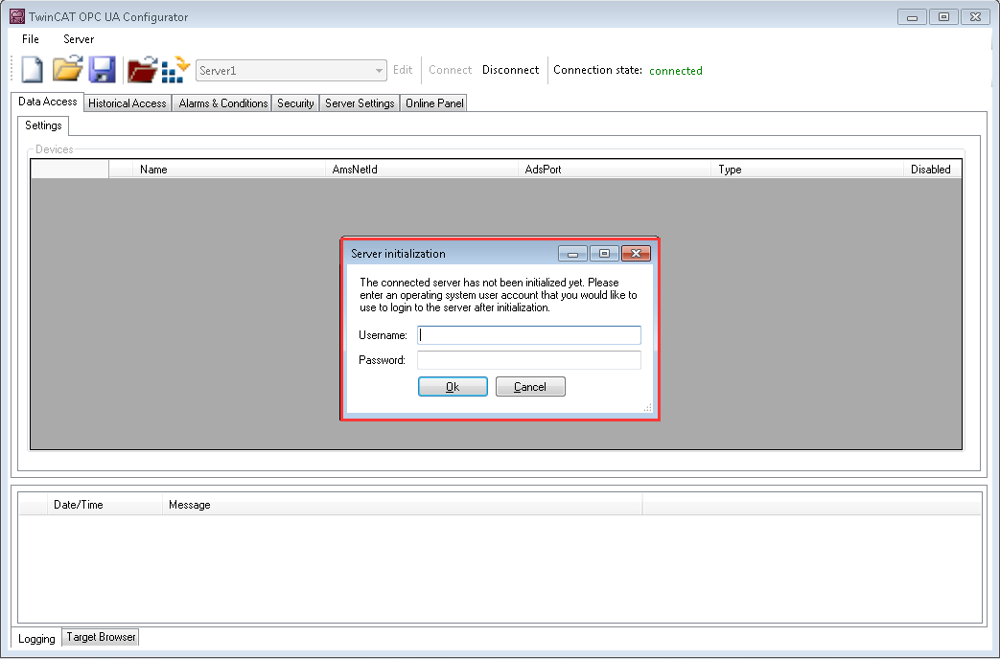 TwinCAT OPC UA Configurator
File Server
Server1 Edit Connect Disconnect Connection state: connected
Data Access Historical Access Alarms & Conditions Security Server Settings Online Panel
Settings
Devices
Name AmsNetId AdsPort Type Disabled
Server initialization
The connected server has not been initialized yet. Please
enter an operating system user account that you would like to
use to login to the server after initialization.
Username:
Password:
Ok Cancel
Date/Time Message
Logging Target Browser